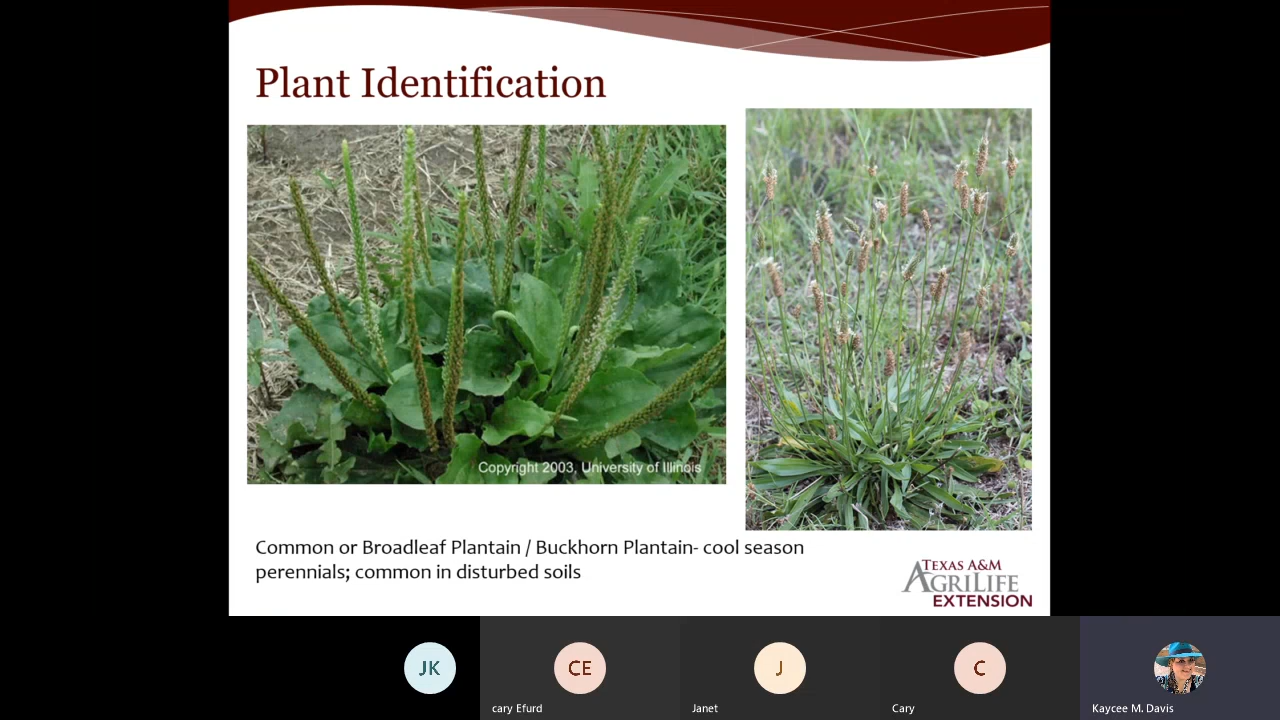 Plant Identification
Copyright 2003, University of Illinois
Common or Broadleaf Plantain / Buckhorn Plantain- cool season
perennials; common in disturbed soils
TEXAS A&M
AGRILIFE
EXTENSION
JK
CE
J
C
cary Efurd
Janet
Cary
Kaycee M. Davis